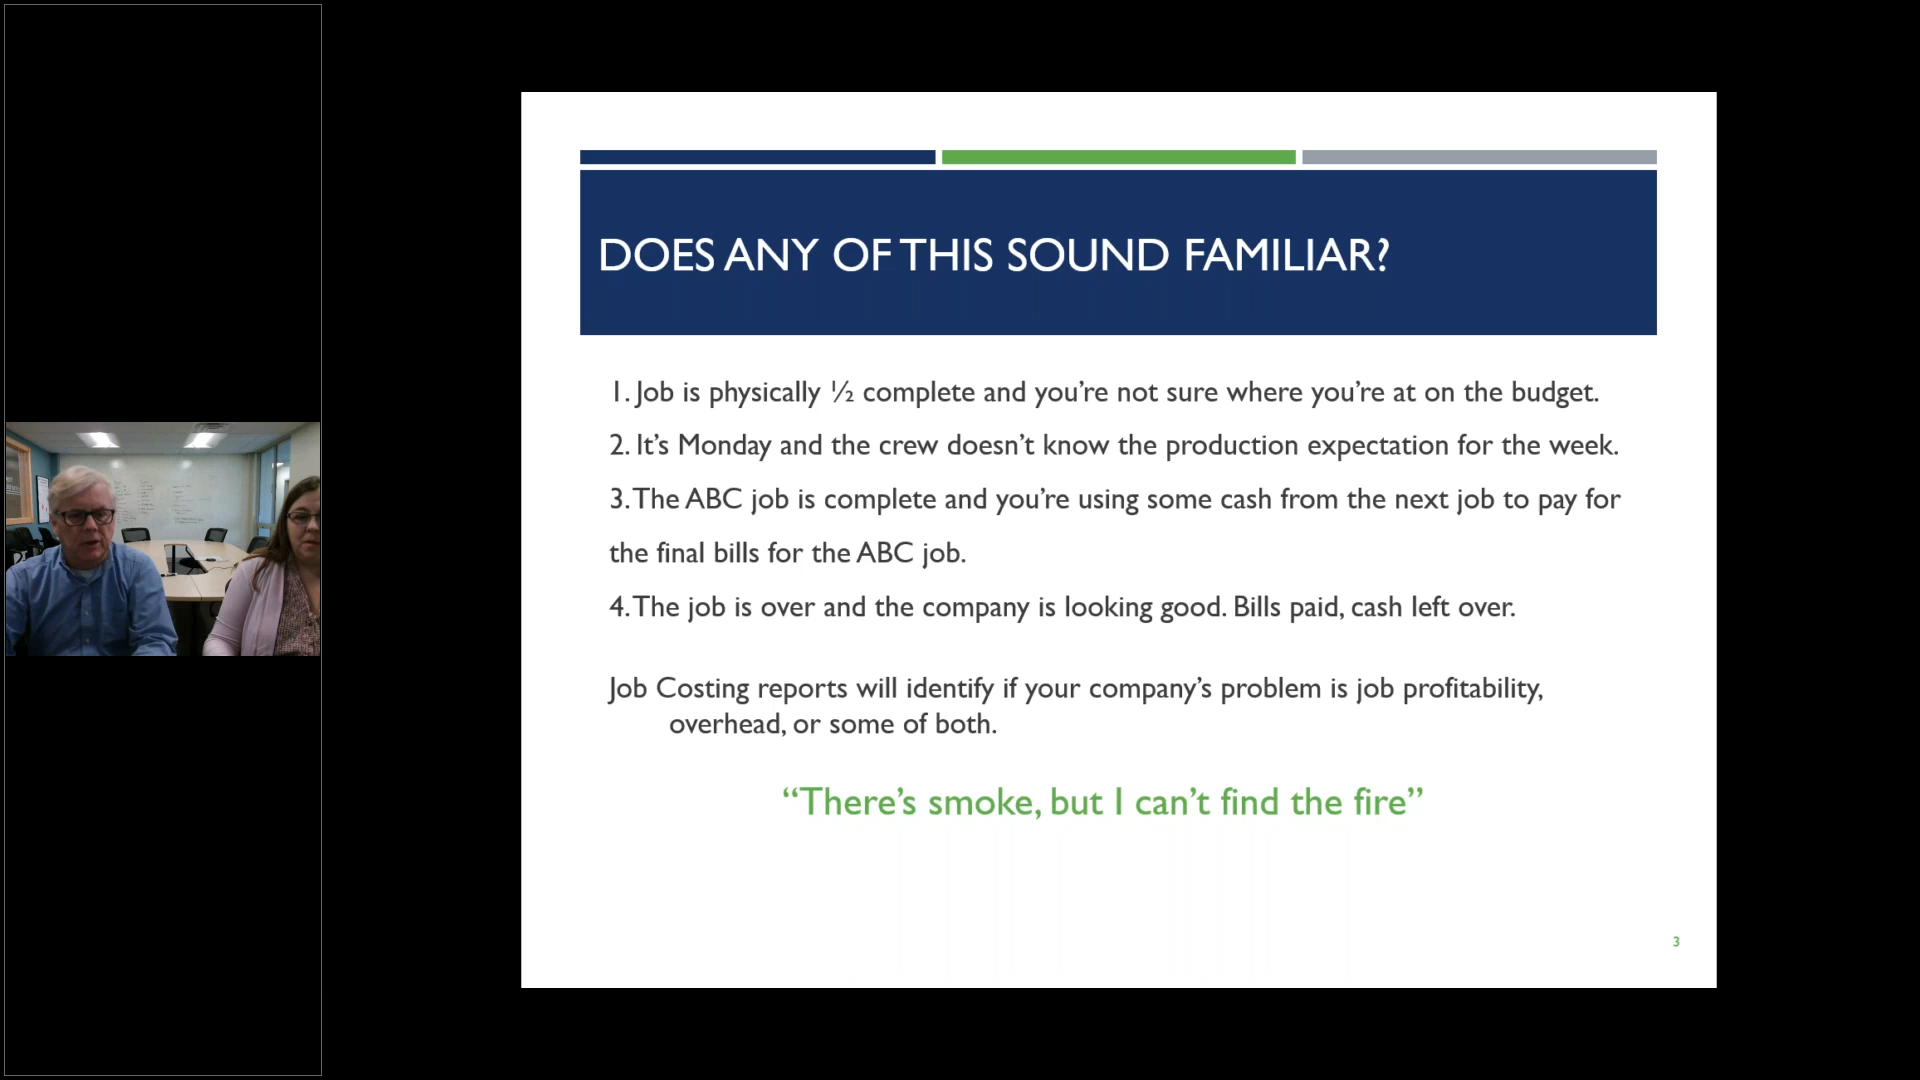 DOES ANY OF THIS SOUND FAMILIAR?
1. Job is physically ½ complete and you’re not sure where you’re at on the budget.
2. It’s Monday and the crew doesn’t know the production expectation for the week.
3. The ABC job is complete and you’re using some cash from the next job to pay for
the final bills for the ABC job.
4. The job is over and the company is looking good. Bills paid, cash left over.
Job Costing reports will identify if your company’s problem is job profitability,
overhead, or some of both.
“There’s smoke, but I can’t find the fire”
3